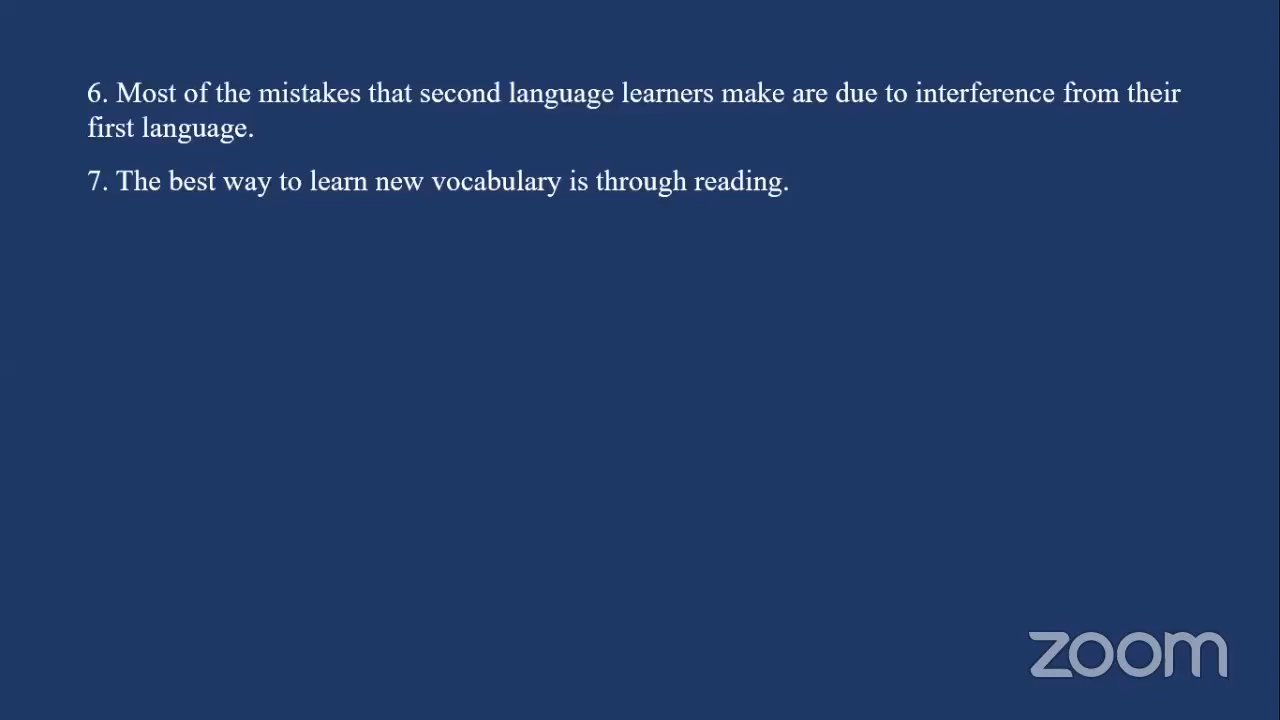 6. Most of the mistakes that second language learners make are due to interference from their
first language.
7. The best way to learn new vocabulary is through reading.
zoom